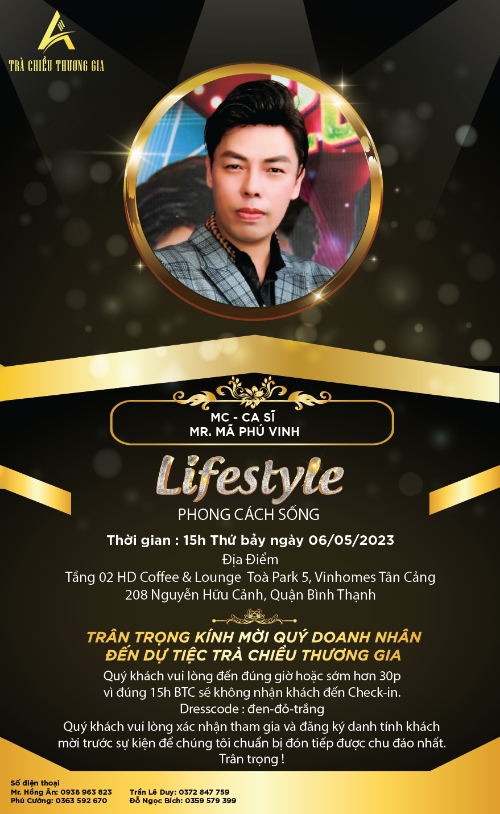 TRÀ CHIỀU THƯƠNG GIA
MC - CA SĨ
MR. MÃ PHÚ VINH
Lifestyle
PHONG CÁCH SỐNG
Thời gian : 15h Thứ bảy ngày 06/05/2023
Địa Điểm
Tầng 02 HD Coffee & Lounge Toà Park 5, Vinhomes Tân Cảng
208 Nguyễn Hữu Cảnh, Quận Bình Thạnh
TRÂN TRỌNG KÍNH MỜI QUÝ DOANH NHÂN
ĐẾN DỰ TIỆC TRÀ CHIỀU THƯƠNG GIA
Quý khách vui lòng đến đúng giờ hoặc sớm hơn 30p
vì đúng 15h BTC sẽ không nhận khách đến Check-in.
Dresscode : đen-đỏ-trắng
Quý khách vui lòng xác nhận tham gia và đăng ký danh tính khách
mời trước sự kiện để chúng tôi chuẩn bị đón tiếp được chu đáo nhất.
Trân trọng !
Số điện thoại
Mr. Hồng Ân: 0938 963 823
Phú Cường: 0363 592 670
Trần Lê Duy: 0372 847 759
Đỗ Ngọc Bích: 0359 579 399